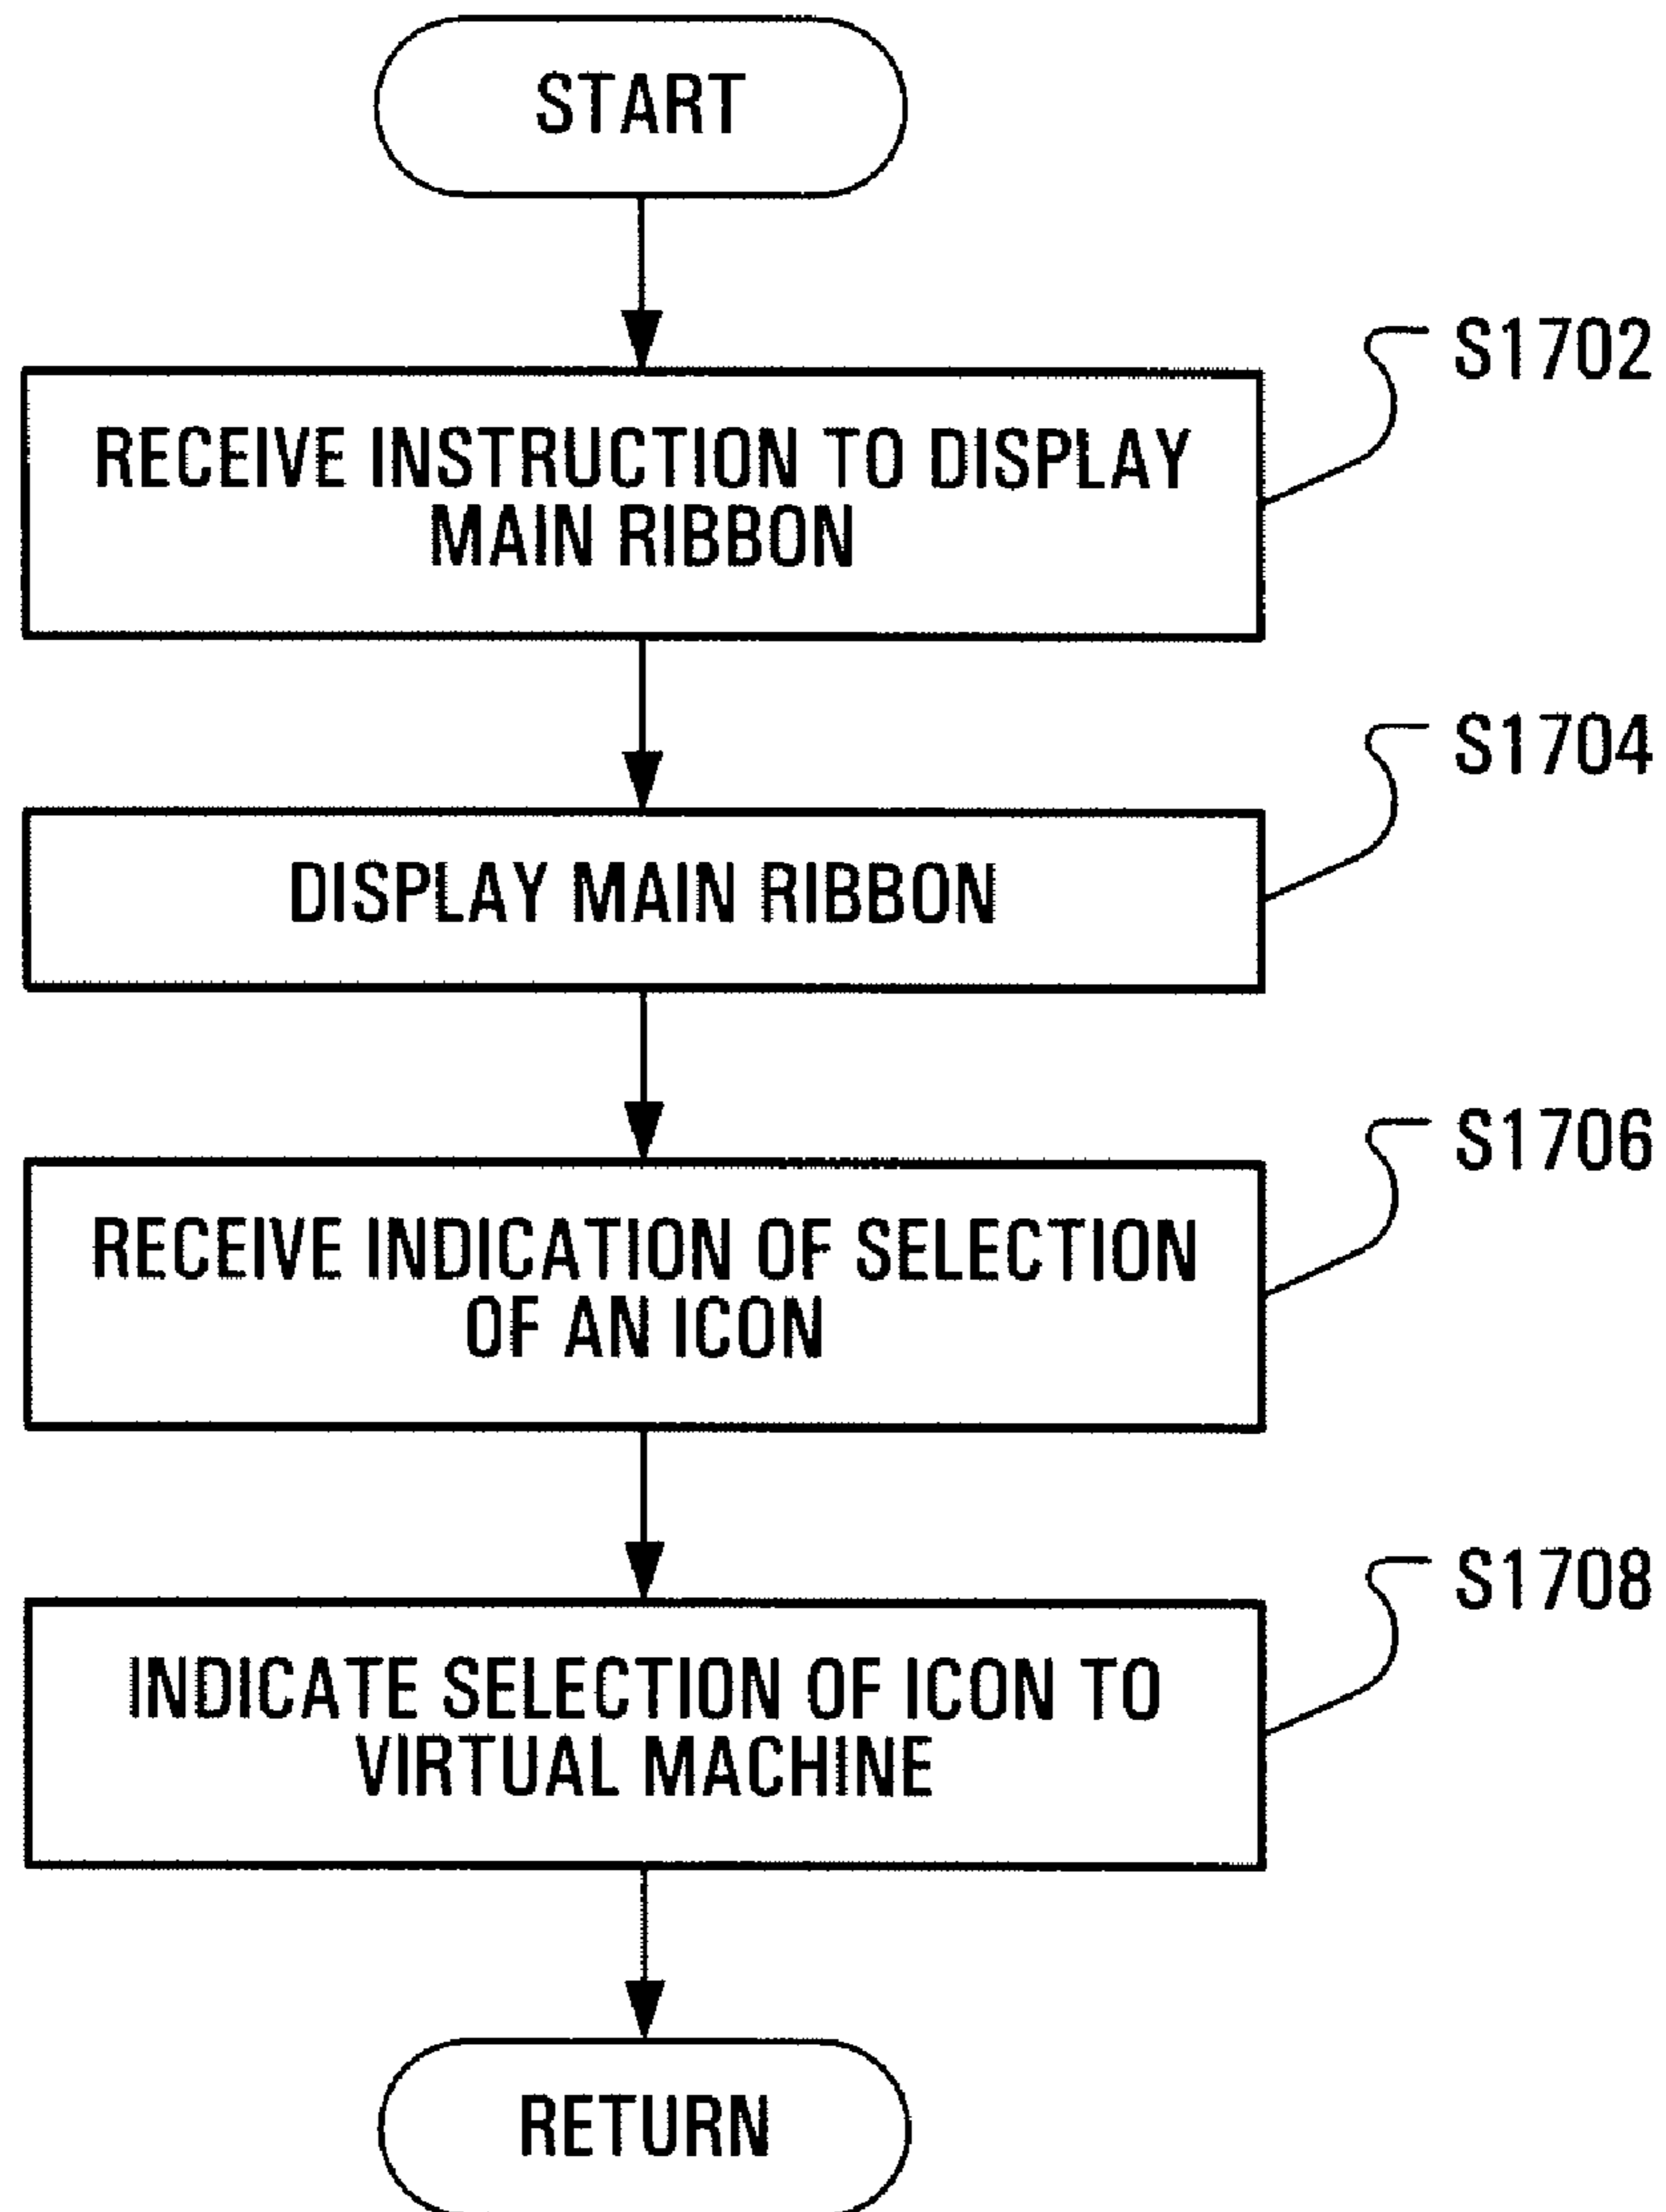 START
S1702
RECEIVE INSTRUCTION TO DISPLAY
MAIN RIBBON
S1704
DISPLAY MAIN RIBBON
S1706
RECEIVE INDICATION OF SELECTION
OF AN ICON
S1708
INDICATE SELECTION OF ICON TO
VIRTUAL MACHINE
RETURN